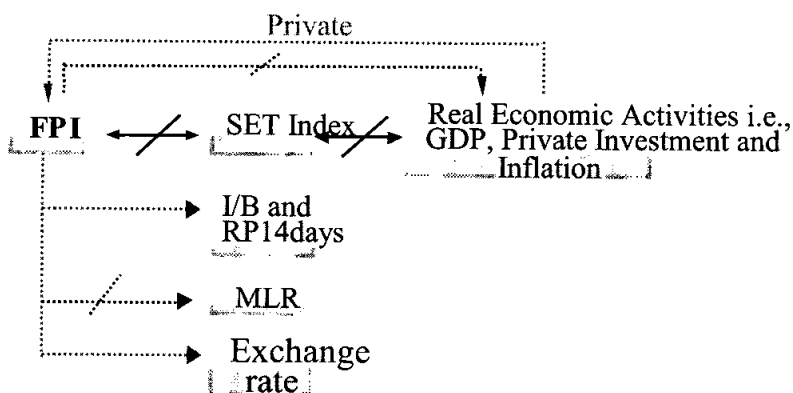 Private
FPI
SET Index
Real Economic Activities i.e.,
GDP, Private Investment and
Inflation
I/B and
RP14days
MLR
Exchange
rate